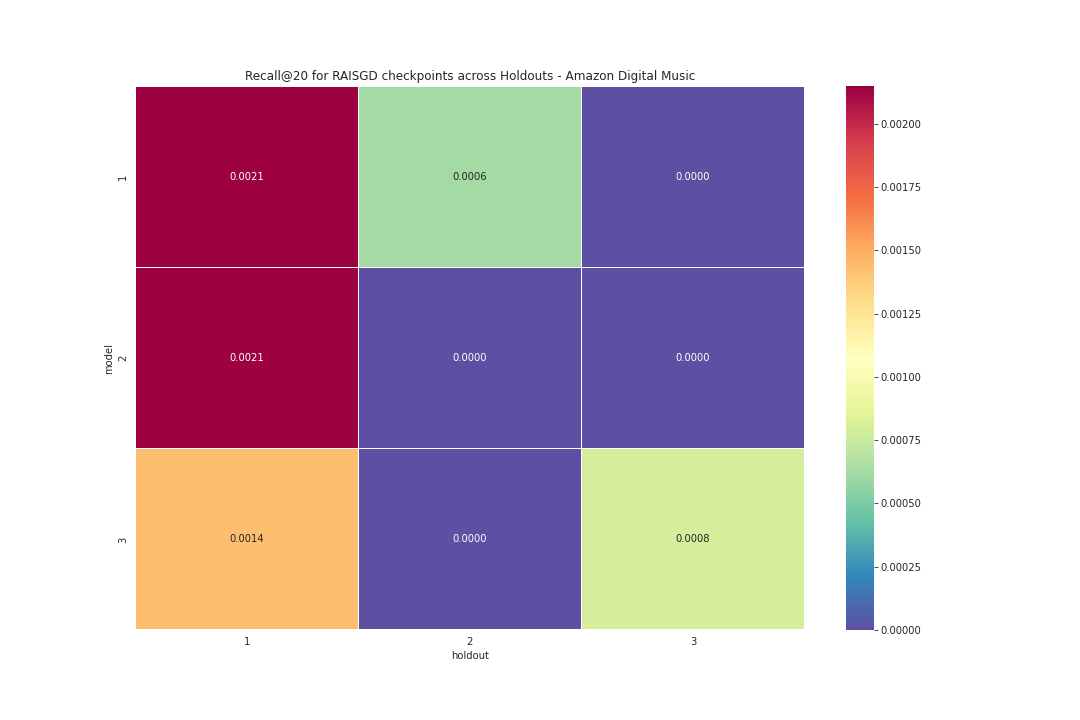 Recall@20 for RAISGD checkpoints across Holdouts - Amazon Digital Music
0.0021 0.0006 0.0000
0.0021 0.0000 0.0000
0.0014 0.0000 0.0008
1
2
3
model
1 2 3
holdout
0.00200
0.00175
0.00150
0.00125
0.00100
0.00075
0.00050
0.00025
0.00000